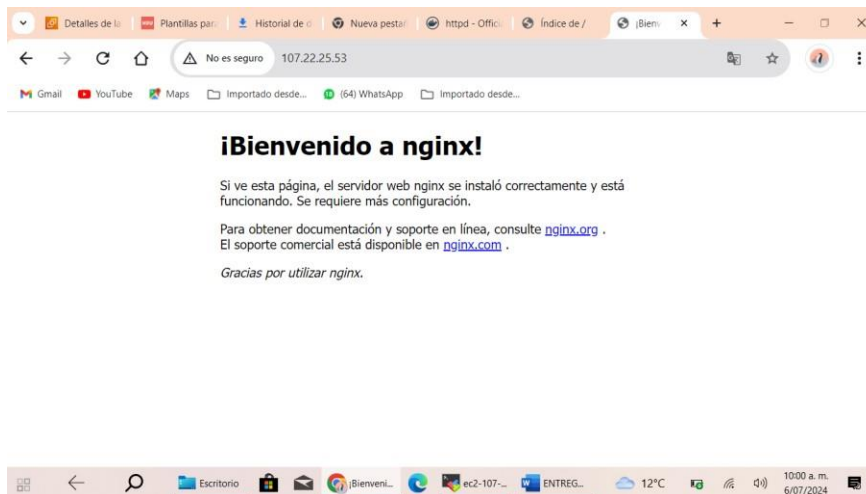 Detalles de la
Plantillas par
Historial de d
Nueva pesta
httpd - Offici
Índice de /
¡Bienv
No es seguro
107.22.25.53
Gmail
YouTube
Maps
Importado desde...
(64) WhatsApp
Importado desde...
¡Bienvenido a nginx!
Si ve esta página, el servidor web nginx se instaló correctamente y está
funcionando. Se requiere más configuración.
Para obtener documentación y soporte en línea, consulte nginx.org .
El soporte comercial está disponible en nginx.com .
Gracias por utilizar nginx.
Escritorio
¡Bienveni...
ec2-107-...
ENTREG...
12°C
10:00 a. m.
6/07/2024